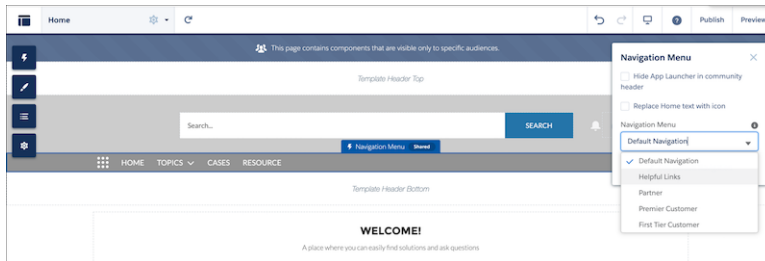 Home
Publish
Preview
This page contains components that are visible only to specific audiences.
Template Header Top
Search...
SEARCH
Navigation Menu Shared
HOME TOPICS CASES RESOURCE
Template Header Bottom
WELCOME!
A place where you can easily find solutions and ask questions
Navigation Menu
Hide App Launcher in community
header
Replace Home text with icon
Navigation Menu
Default Navigation
Default Navigation
Helpful Links
Partner
Premier Customer
First Tier Customer